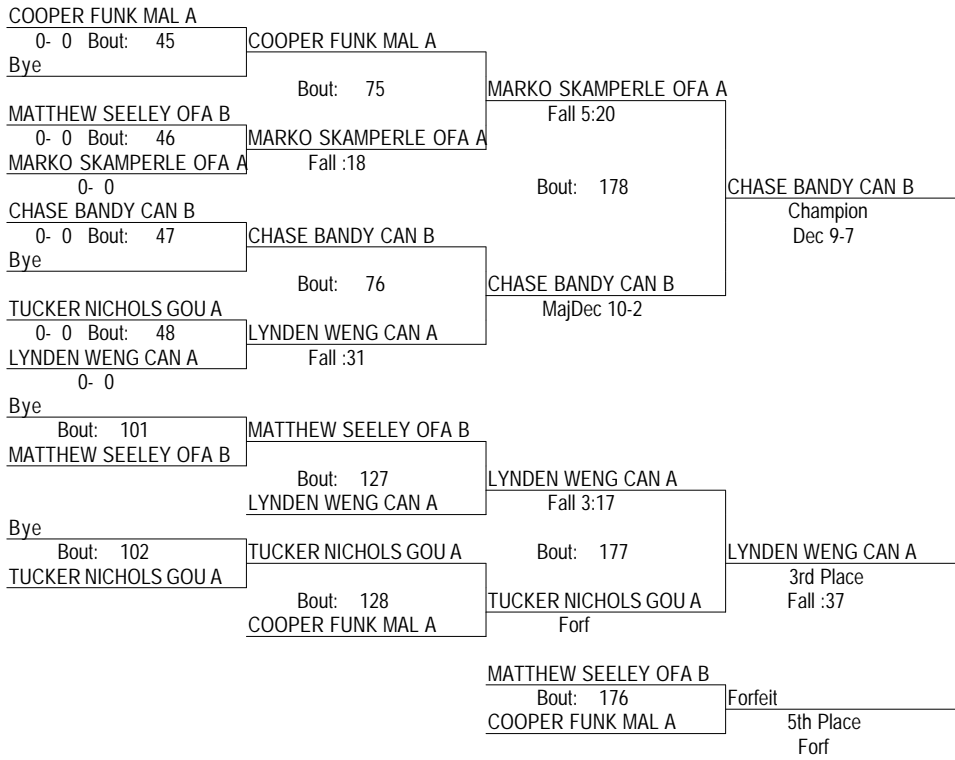 COOPER FUNK MAL A
0- 0 Bout: 45
COOPER FUNK MAL A
Bye
Bout: 75
MARKO SKAMPERLE OFA A
MATTHEW SEELEY OFA B
Fall 5:20
0- 0 Bout: 46
MARKO SKAMPERLE OFA A
MARKO SKAMPERLE OFA A
Fall :18
0- 0
Bout: 178
CHASE BANDY CAN B
CHASE BANDY CAN B
Champion
0- 0 Bout: 47
CHASE BANDY CAN B
Dec 9-7
Bye
Bout: 76
CHASE BANDY CAN B
TUCKER NICHOLS GOU A
MajDec 10-2
0- 0 Bout: 48
LYNDEN WENG CAN A
LYNDEN WENG CAN A
Fall :31
0- 0
Bye
Bout: 101
MATTHEW SEELEY OFA B
MATTHEW SEELEY OFA B
Bout: 127
LYNDEN WENG CAN A
LYNDEN WENG CAN A
Fall 3:17
Bye
Bout: 102
TUCKER NICHOLS GOU A
Bout: 177
LYNDEN WENG CAN A
TUCKER NICHOLS GOU A
3rd Place
Bout: 128
TUCKER NICHOLS GOU A
Fall :37
COOPER FUNK MAL A
Forf
MATTHEW SEELEY OFA B
Bout: 176
Forfeit
COOPER FUNK MAL A
5th Place
Forf